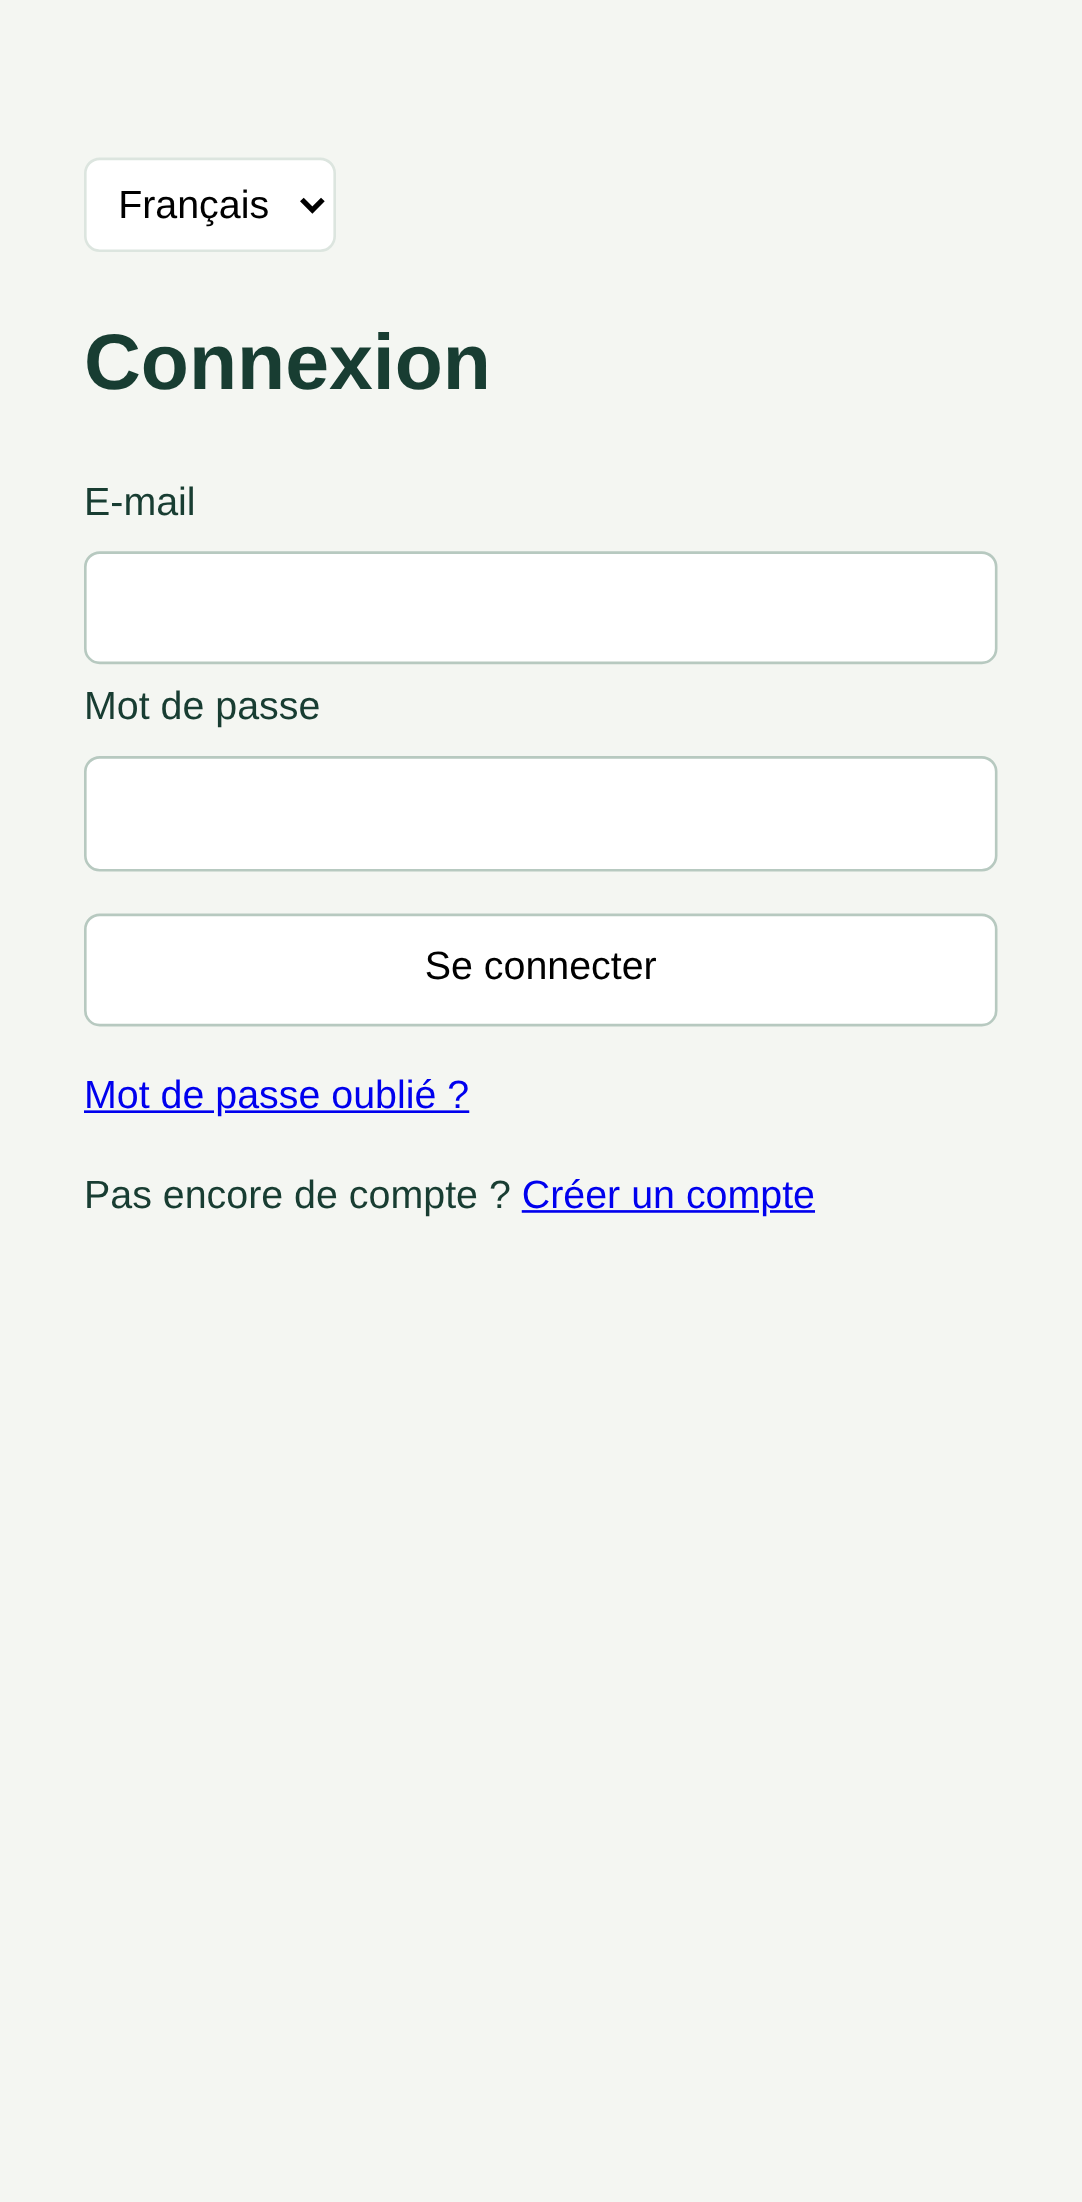 Français
Connexion
E-mail
Mot de passe
Se connecter
Mot de passe oublié ?
Pas encore de compte ? Créer un compte